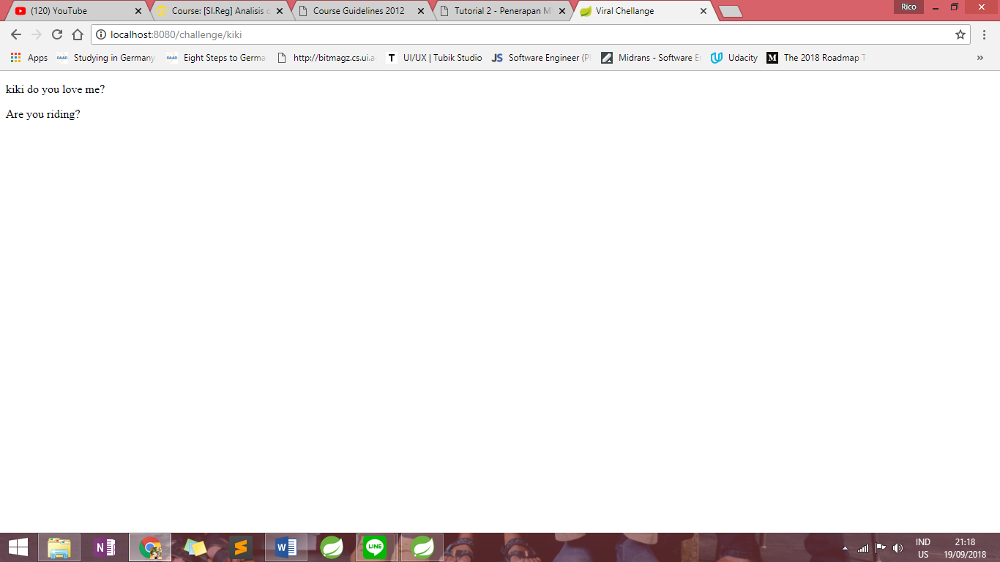 (120) YouTube
Course: [SI.Reg] Analisis
Course Guidelines 2012
Tutorial 2 - Penerapan M
Viral Chellange
Rico
localhost:8080/challenge/kiki
Apps
Studying in Germany
Eight Steps to Germa
http://bitmagz.cs.ui.a
T UI/UX | Tubik Studio
JS Software Engineer (P
Midrans - Software E
Udacity
M The 2018 Roadmap T
»
kiki do you love me?
Are you riding?
N
W
LINE
IND
US
21:18
19/09/2018